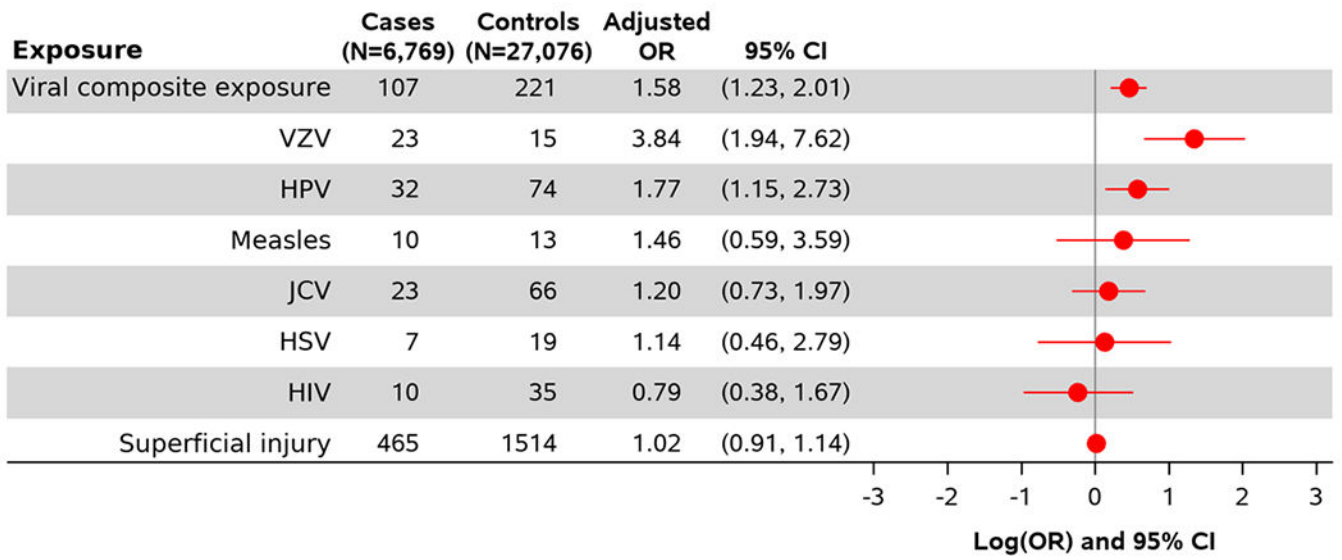 Exposure Cases (N=6,769) Controls (N=27,076) Adjusted OR 95% CI
Viral composite exposure 107 221 1.58 (1.23, 2.01)
VZV 23 15 3.84 (1.94, 7.62)
HPV 32 74 1.77 (1.15, 2.73)
Measles 10 13 1.46 (0.59, 3.59)
JCV 23 66 1.20 (0.73, 1.97)
HSV 7 19 1.14 (0.46, 2.79)
HIV 10 35 0.79 (0.38, 1.67)
Superficial injury 465 1514 1.02 (0.91, 1.14)
-3 -2 -1 0 1 2 3
Log(OR) and 95% CI